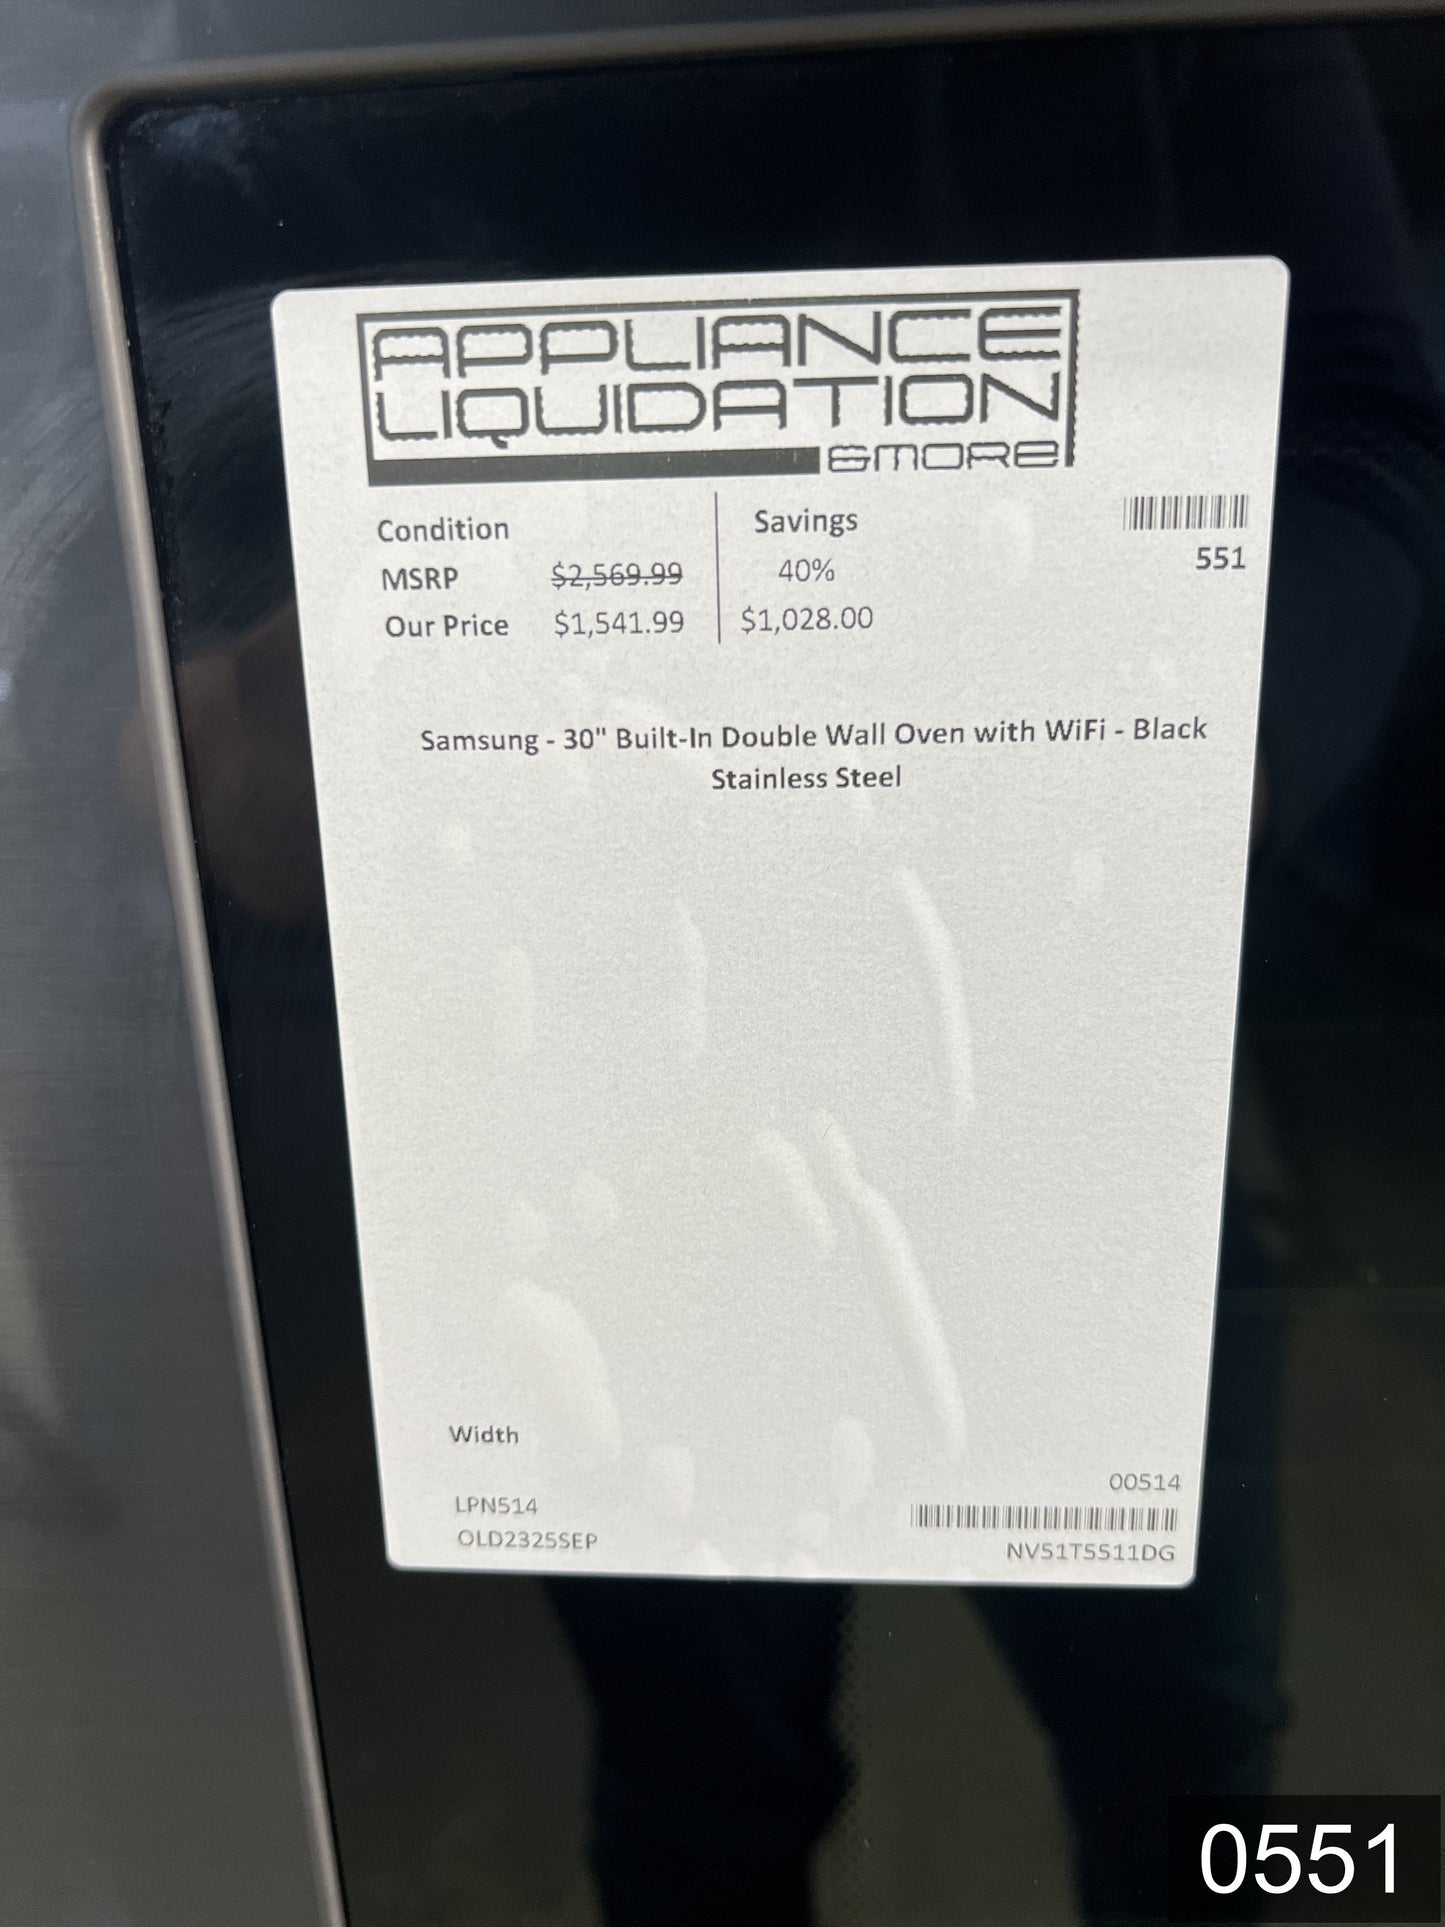 APPLIANCE
LIQUIDATION
&MORE
Condition
MSRP $2,569.99
Our Price $1,541.99
Savings
40%
$1,028.00
551
Samsung - 30" Built-In Double Wall Oven with WiFi - Black
Stainless Steel
Width
LPN514
OLD2325SEP
00514
NV51T5511DG
0551